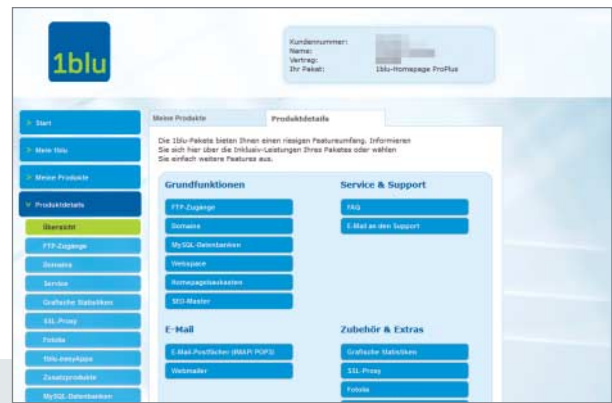 1blu
Kundennummer:
Name:
Vertrag:
Ihr Paket: 1blu-Homepage ProPlus
> Start
> Mein 1blu
> Meine Produkte
Produktdetails
Übersicht
FTP-Zugänge
Domains
Service
Grafische Statistiken
SSL-Proxy
Fotolia
1blu-easyApps
Zusatzprodukte
MySQL-Datenbanken
Meine Produkte
Produktdetails
Die 1blu-Pakete bieten Ihnen einen riesigen Featureumfang. Informieren
Sie sich hier über die Inklusiv-Leistungen Ihres Paketes oder wählen
Sie einfach weitere Features aus.
Grundfunktionen
FTP-Zugänge
Domains
MySQL-Datenbanken
Webspace
Homepagebaukasten
SEO-Master
Service & Support
FAQ
E-Mail an den Support
E-Mail
E-Mail-Postfächer (IMAP/ POP3)
Webmailer
Zubehör & Extras
Grafische Statistiken
SSL-Proxy
Fotolia